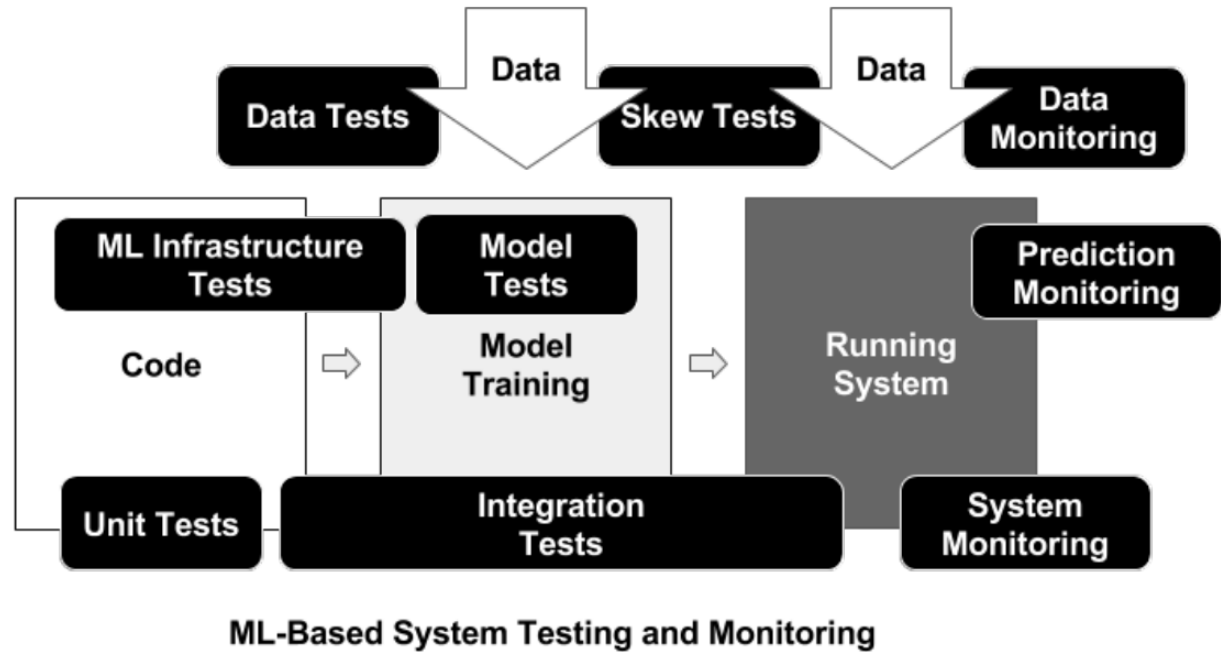 Data
Data
Data Tests
Skew Tests
Data
Monitoring
ML Infrastructure
Tests
Model
Tests
Prediction
Monitoring
Code
Model
Training
Running
System
Unit Tests
Integration
Tests
System
Monitoring
ML-Based System Testing and Monitoring